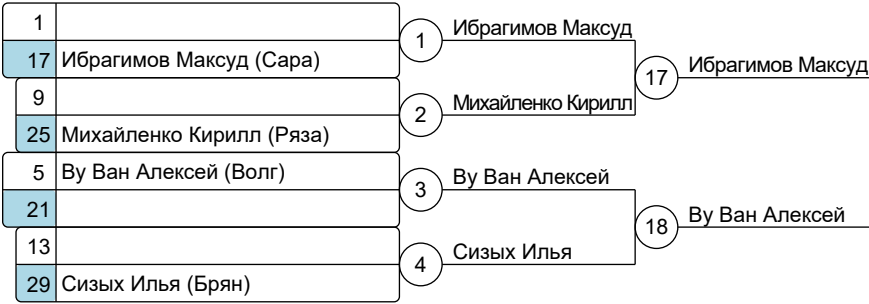 1
17 Ибрагимов Максуд (Сара)
1
Ибрагимов Максуд
9
25 Михайленко Кирилл (Ряза)
2
Михайленко Кирилл
17
Ибрагимов Максуд
5 Ву Ван Алексей (Волг)
21
3
Ву Ван Алексей
13
29 Сизых Илья (Брян)
4
Сизых Илья
18
Ву Ван Алексей